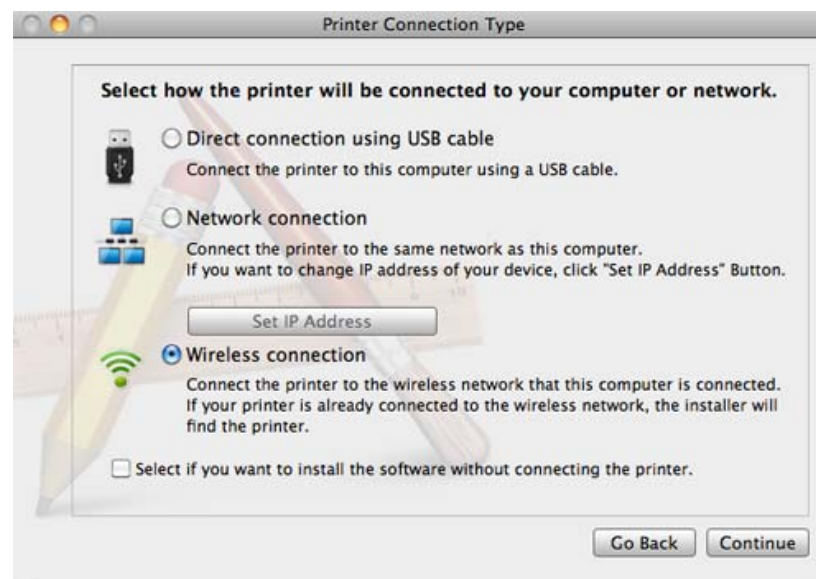 Printer Connection Type
Select how the printer will be connected to your computer or network.
Direct connection using USB cable
Connect the printer to this computer using a USB cable.
Network connection
Connect the printer to the same network as this computer.
If you want to change IP address of your device, click "Set IP Address" Button.
Set IP Address
Wireless connection
Connect the printer to the wireless network that this computer is connected.
If your printer is already connected to the wireless network, the installer will
find the printer.
Select if you want to install the software without connecting the printer.
Go Back
Continue